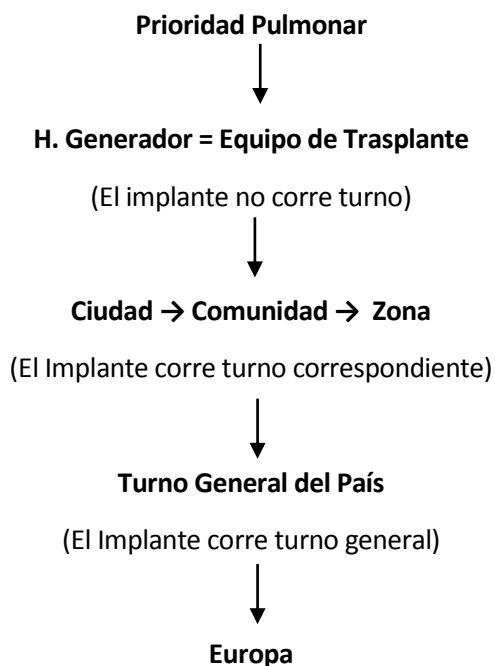 Prioridad Pulmonar
H. Generador = Equipo de Trasplante
(El implante no corre turno)
Ciudad → Comunidad → Zona
(El Implante corre turno correspondiente)
Turno General del País
(El Implante corre turno general)
Europa